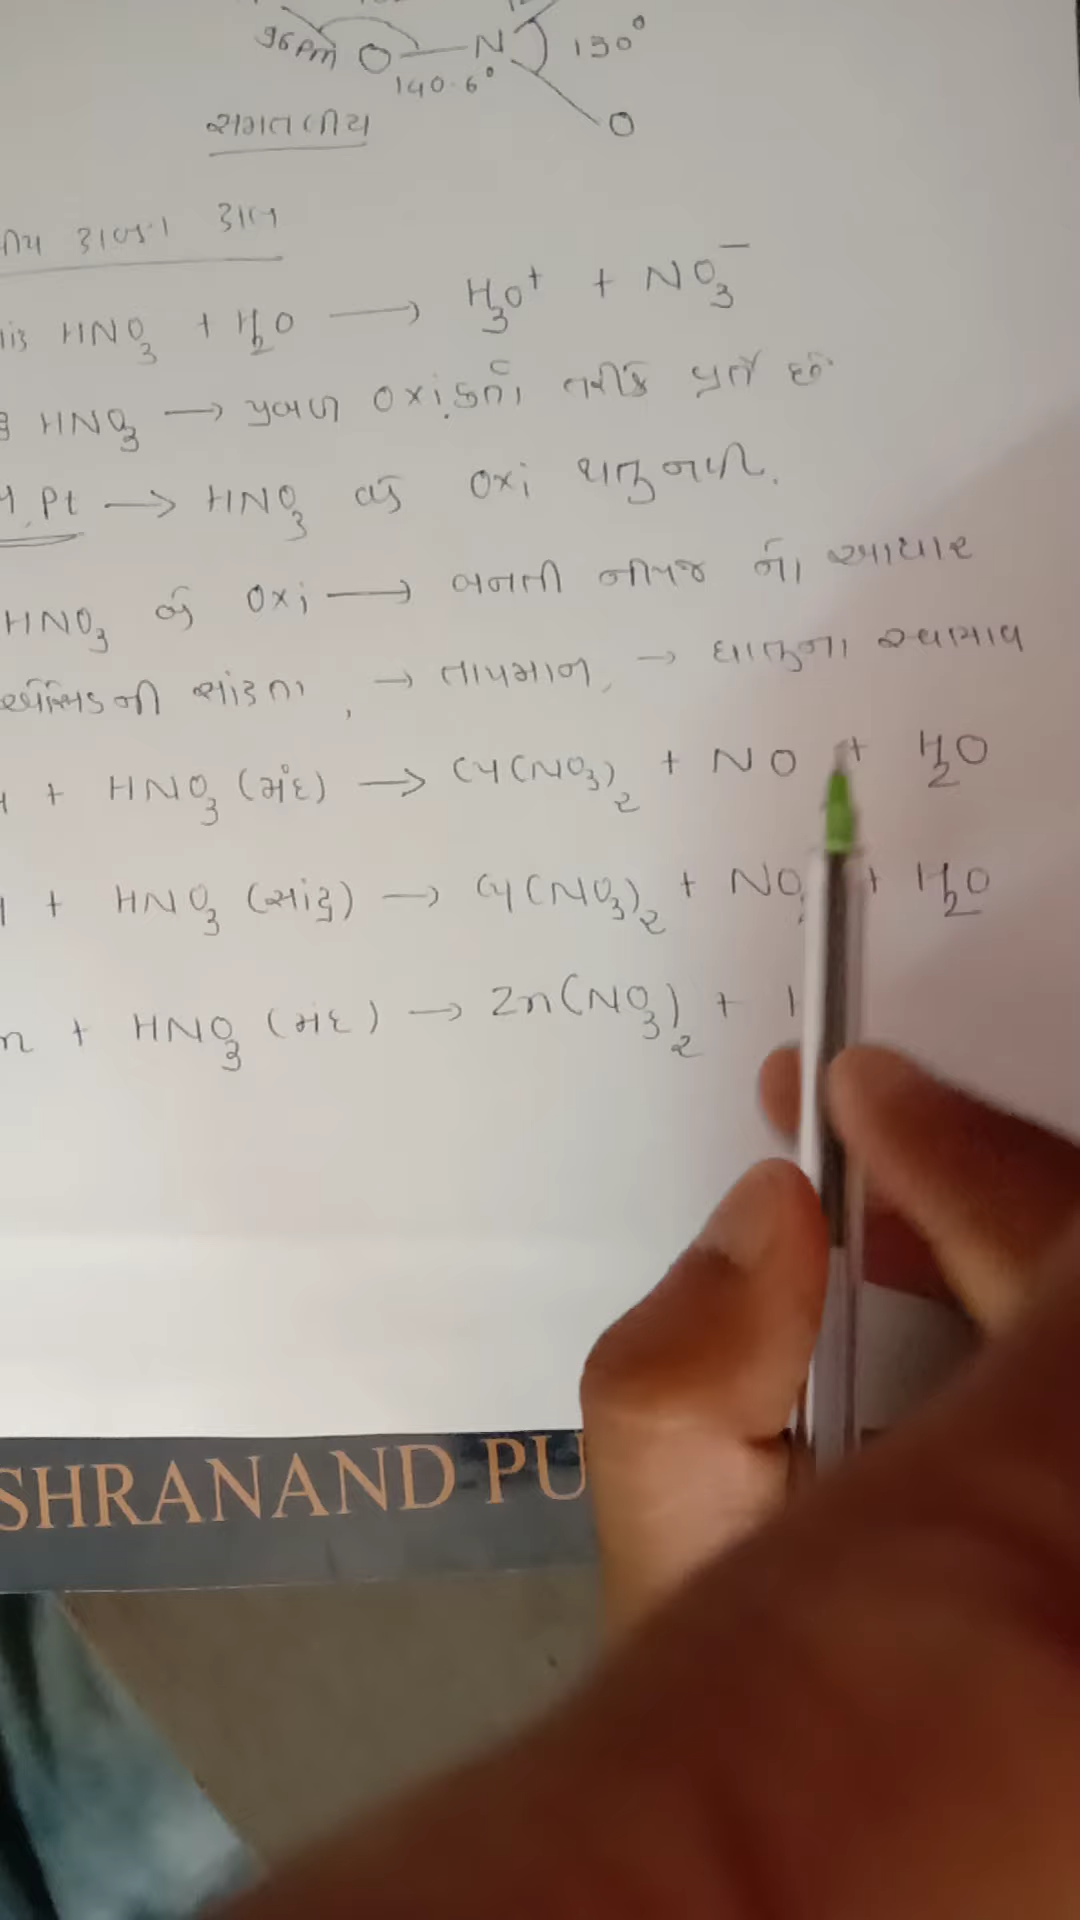 96pm O — N 130°
140.6°
O
સમતલીય
HNO3 + H2O → H3O+ + NO3−
HNO3 → પ્રબળ oxiકર્તા તરીકે વર્તે છે
Pt → HNO3 વડે oxi થતુ નથી.
HNO3 વડે oxi → બનતી નીપજ નો આધાર
એસિડની સાંદ્રતા, → તાપમાન, → ધાતુના સ્વભાવ
+ HNO3 (મંદ) → Cu(NO3)2 + NO + H2O
+ HNO3 (સાંદ્ર) → Cu(NO3)2 + NO2 + H2O
n + HNO3 (મંદ) → Zn(NO3)2 +
SHRANAND PU